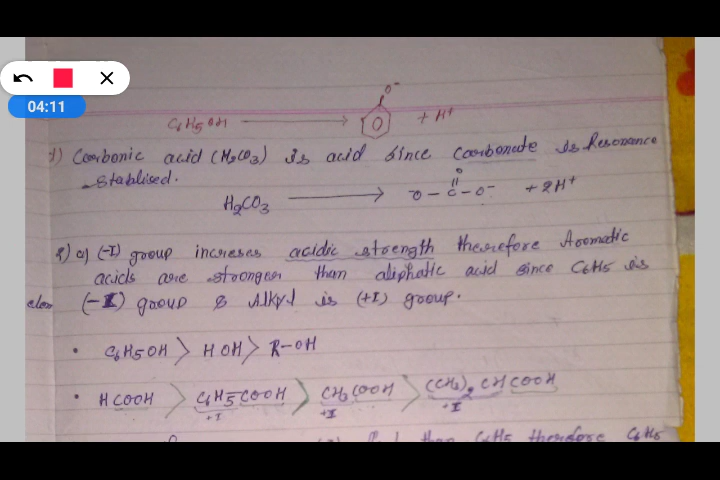 04:11
C6H5OH → O⁻ + H⁺
1) Carbonic acid (H2CO3) is acid since carbonate is Resonance
stablised.
O
H2CO3 → ⁻O - C - O⁻ + 2H⁺
2) a) (-I) group increses acidic strength therefore Aromatic
acids are stronger than aliphatic acid since C6H5 is
(-I) group & Alkyl is (+I) group.
• C6H5OH > HOH > R-OH
• HCOOH > C6H5COOH > CH3COOH > (CH3)2CHCOOH
+I +I +I
than C6H5 therefore C6H5